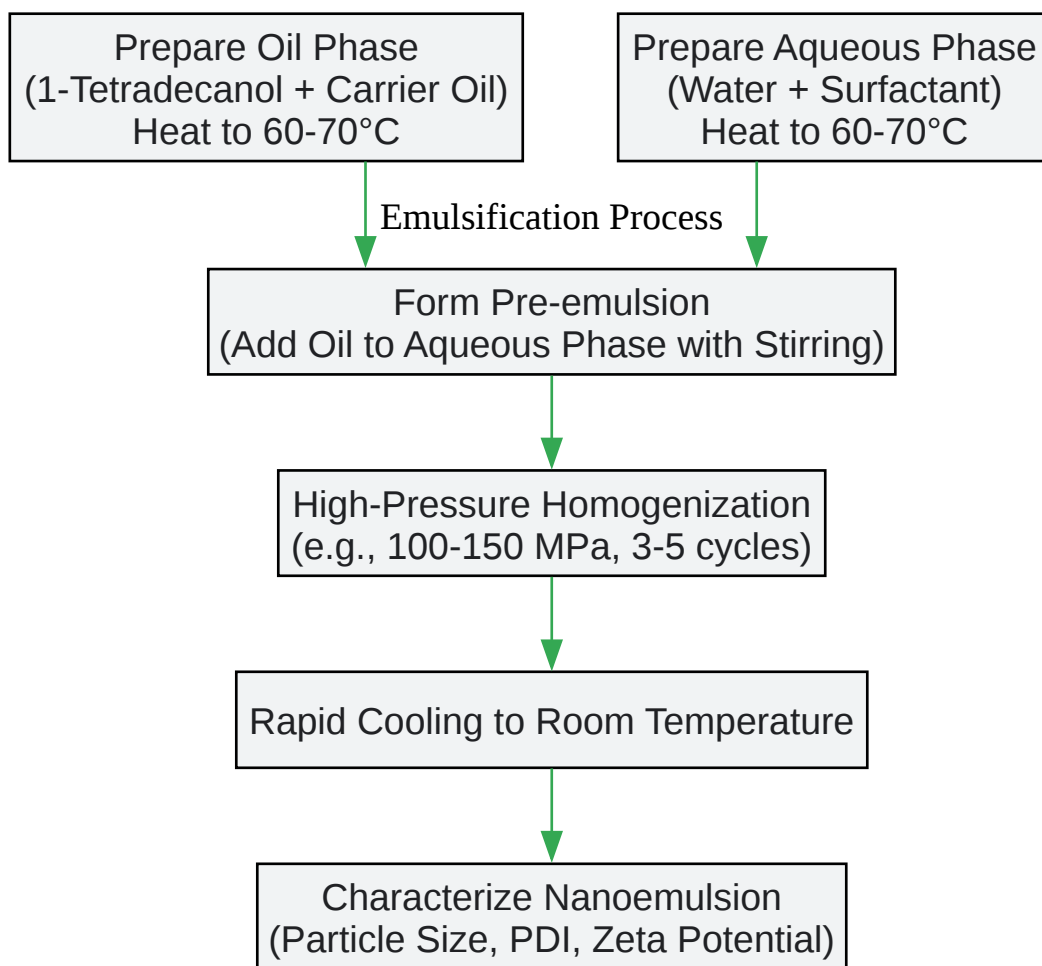 Prepare Oil Phase
(1-Tetradecanol + Carrier Oil)
Heat to 60-70°C
Prepare Aqueous Phase
(Water + Surfactant)
Heat to 60-70°C
Emulsification Process
Form Pre-emulsion
(Add Oil to Aqueous Phase with Stirring)
High-Pressure Homogenization
(e.g., 100-150 MPa, 3-5 cycles)
Rapid Cooling to Room Temperature
Characterize Nanoemulsion
(Particle Size, PDI, Zeta Potential)